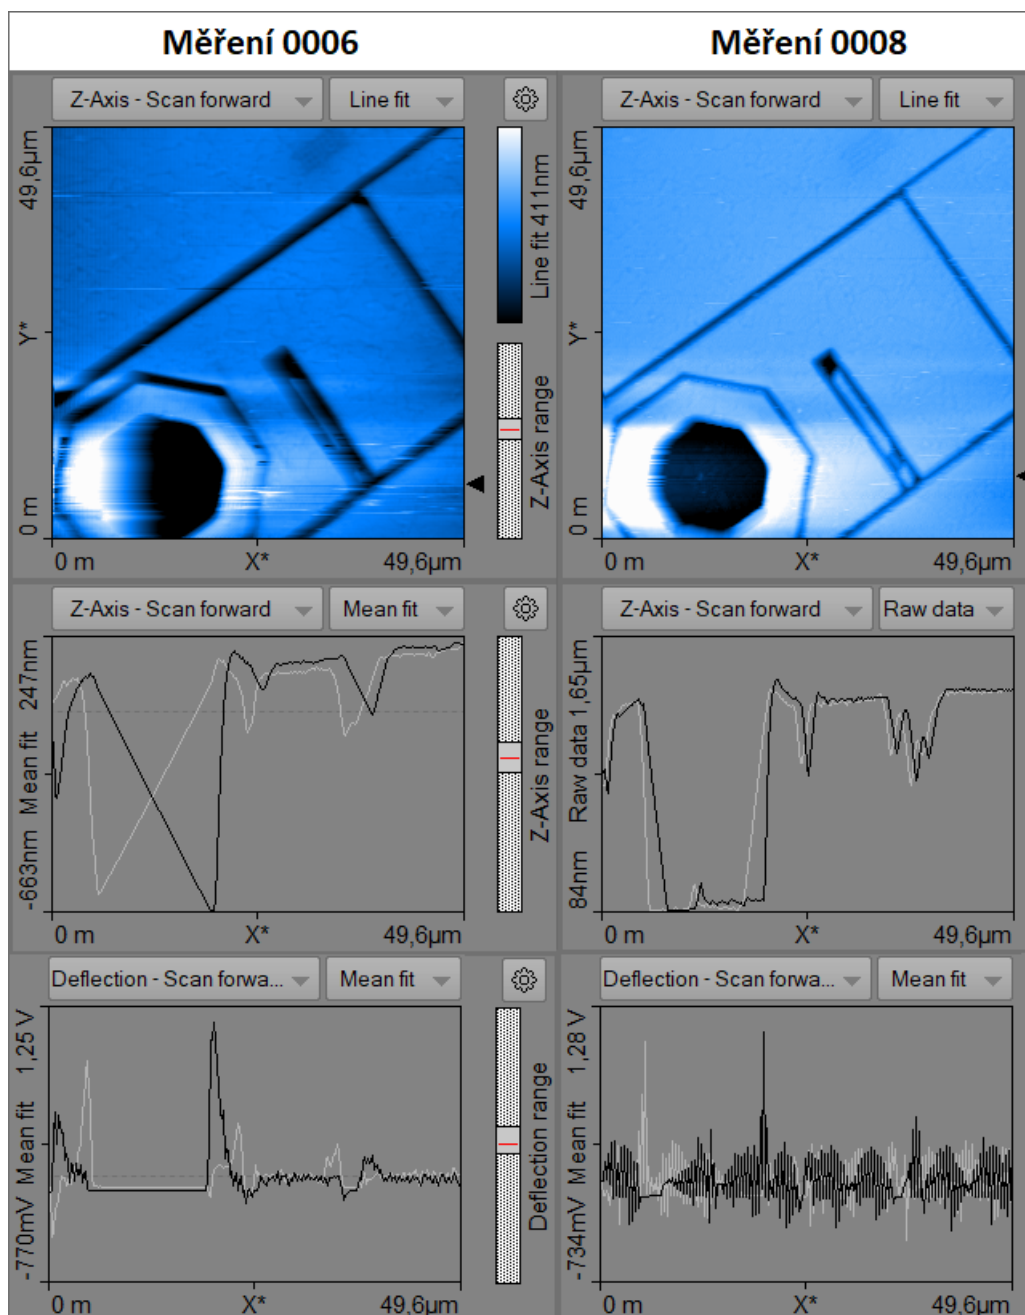 Měření 0006
Měření 0008
Z-Axis - Scan forward
Line fit
Z-Axis - Scan forward
Line fit
49,6µm
Y*
0 m
0 m
X*
49,6µm
Line fit 411nm
Z-Axis range
49,6µm
Y*
0 m
0 m
X*
49,6µm
Z-Axis - Scan forward
Mean fit
Z-Axis - Scan forward
Raw data
-663nm Mean fit 247nm
0 m
X*
49,6µm
Z-Axis range
84nm Raw data 1,65µm
0 m
X*
49,6µm
Deflection - Scan forwa...
Mean fit
Deflection - Scan forwa...
Mean fit
-770mV Mean fit 1,25 V
0 m
X*
49,6µm
Deflection range
-734mV Mean fit 1,28 V
0 m
X*
49,6µm